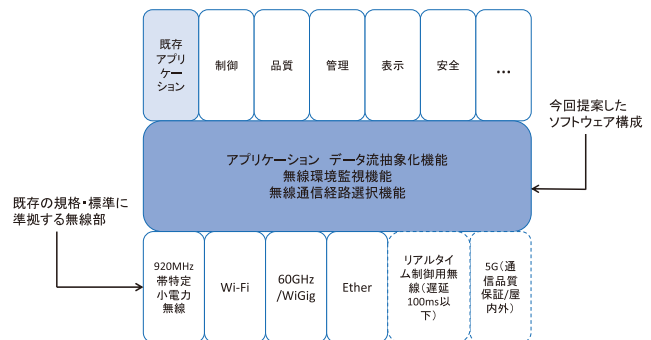 既存
アプリ
ケー
ション
制御
品質
管理
表示
安全
…
今回提案した
ソフトウェア構成
アプリケーション データ流抽象化機能
無線環境監視機能
無線通信経路選択機能
既存の規格・標準に
準拠する無線部
920MHz
帯特定
小電力
無線
Wi-Fi
60GHz
/WiGig
Ether
リアルタイ
ム制御用無
線(遅延
100ms以
下)
5G(通
信品質
保証/屋
内外)